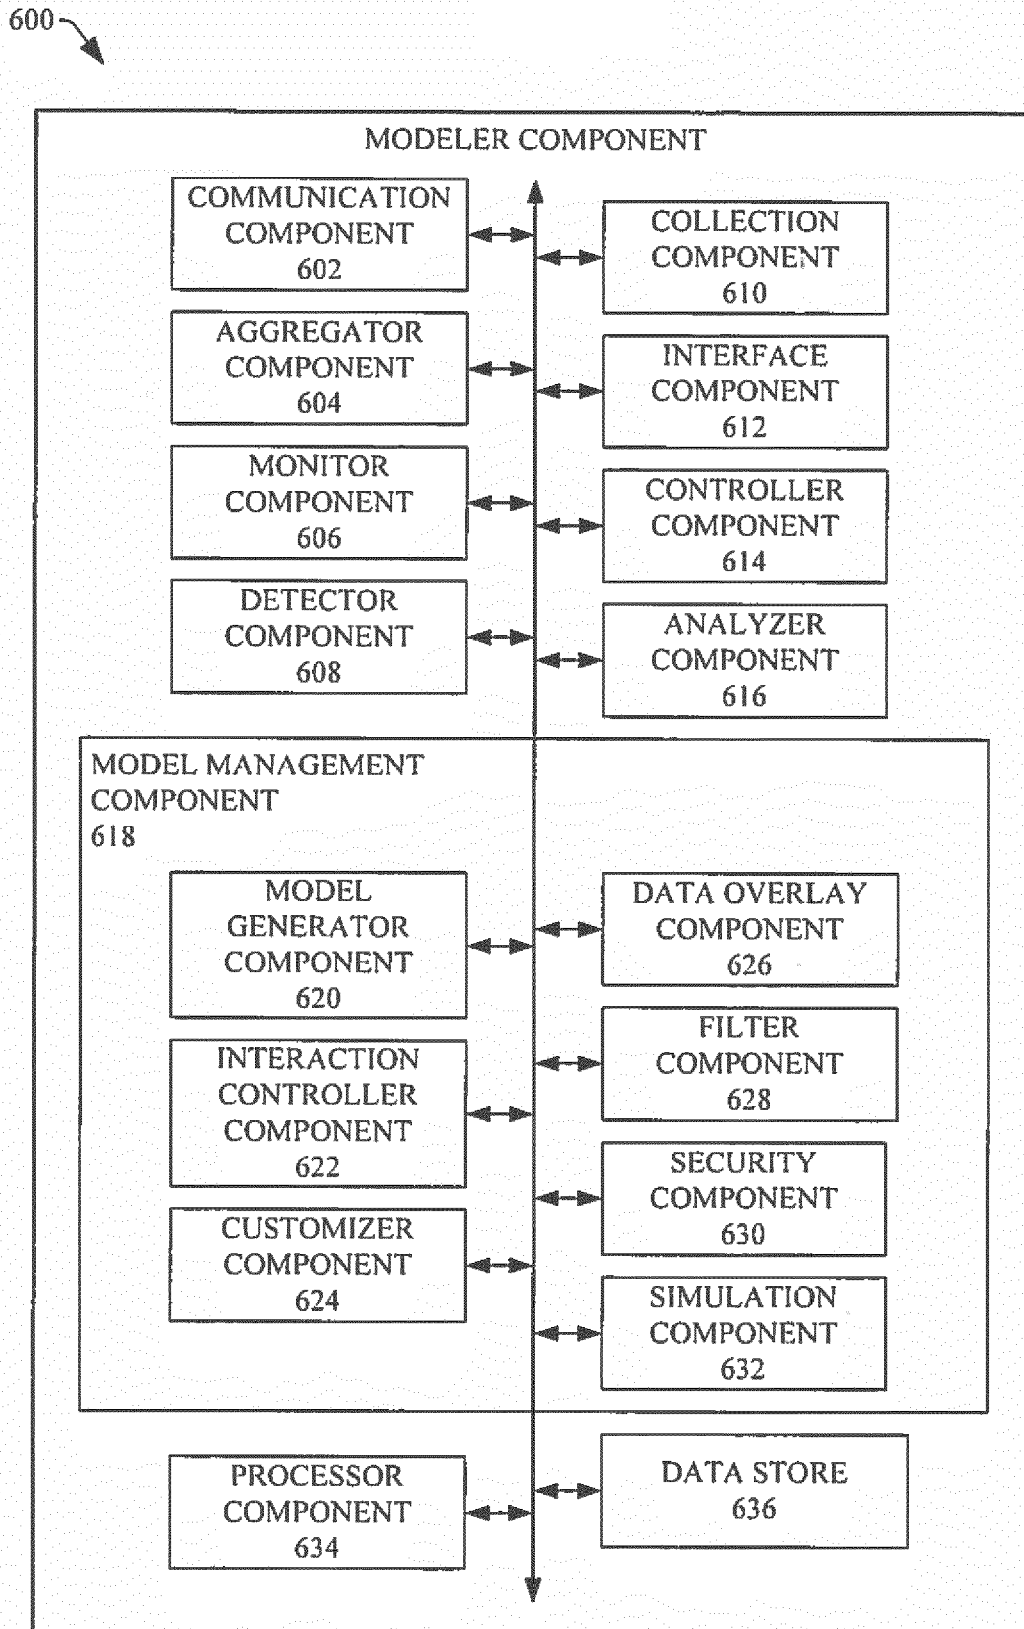 600
MODELER COMPONENT
COMMUNICATION
COMPONENT
602
COLLECTION
COMPONENT
610
AGGREGATOR
COMPONENT
604
INTERFACE
COMPONENT
612
MONITOR
COMPONENT
606
CONTROLLER
COMPONENT
614
DETECTOR
COMPONENT
608
ANALYZER
COMPONENT
616
MODEL MANAGEMENT
COMPONENT
618
MODEL
GENERATOR
COMPONENT
620
DATA OVERLAY
COMPONENT
626
INTERACTION
CONTROLLER
COMPONENT
622
FILTER
COMPONENT
628
SECURITY
COMPONENT
630
CUSTOMIZER
COMPONENT
624
SIMULATION
COMPONENT
632
PROCESSOR
COMPONENT
634
DATA STORE
636